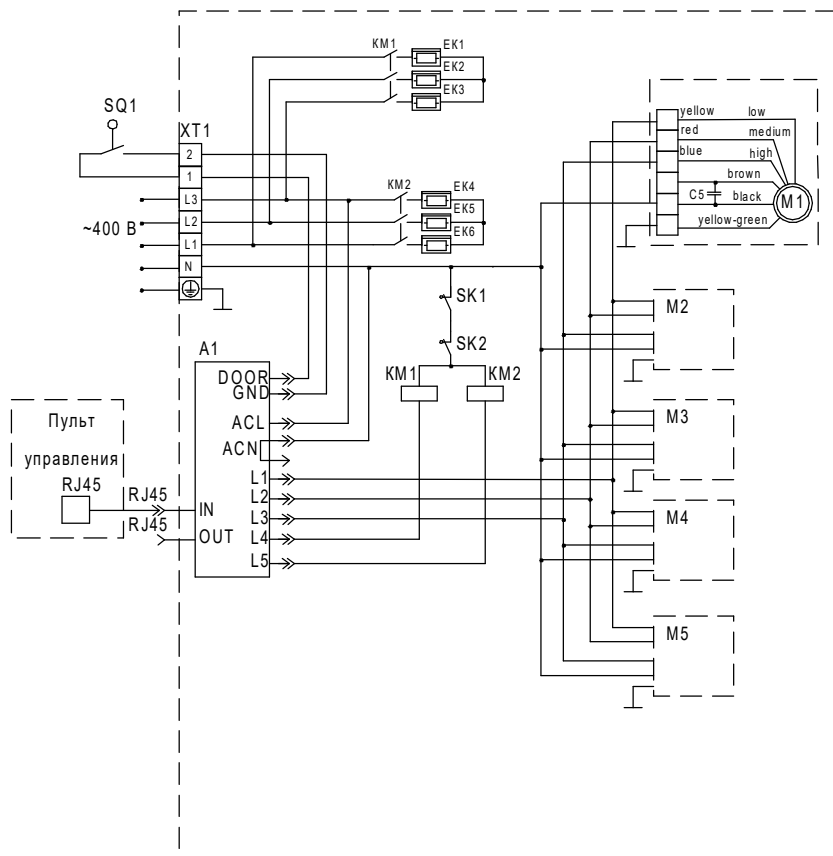 KM1
EK1
EK2
EK3
SQ1
XT1
2
1
L3
L2
L1
N
~400 В
KM2
EK4
EK5
EK6
yellow
low
red
medium
blue
high
brown
C5
black
M1
yellow-green
SK1
SK2
KM1
KM2
A1
DOOR
GND
ACL
ACN
L1
L2
L3
L4
L5
IN
OUT
Пульт
управления
RJ45
RJ45
RJ45
M2
M3
M4
M5